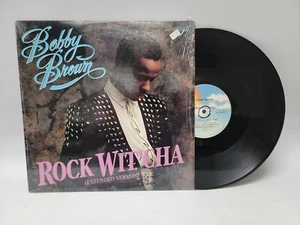 Bobby
Brown
ROCK WIT'CHA
(EXTENDED VERSION)